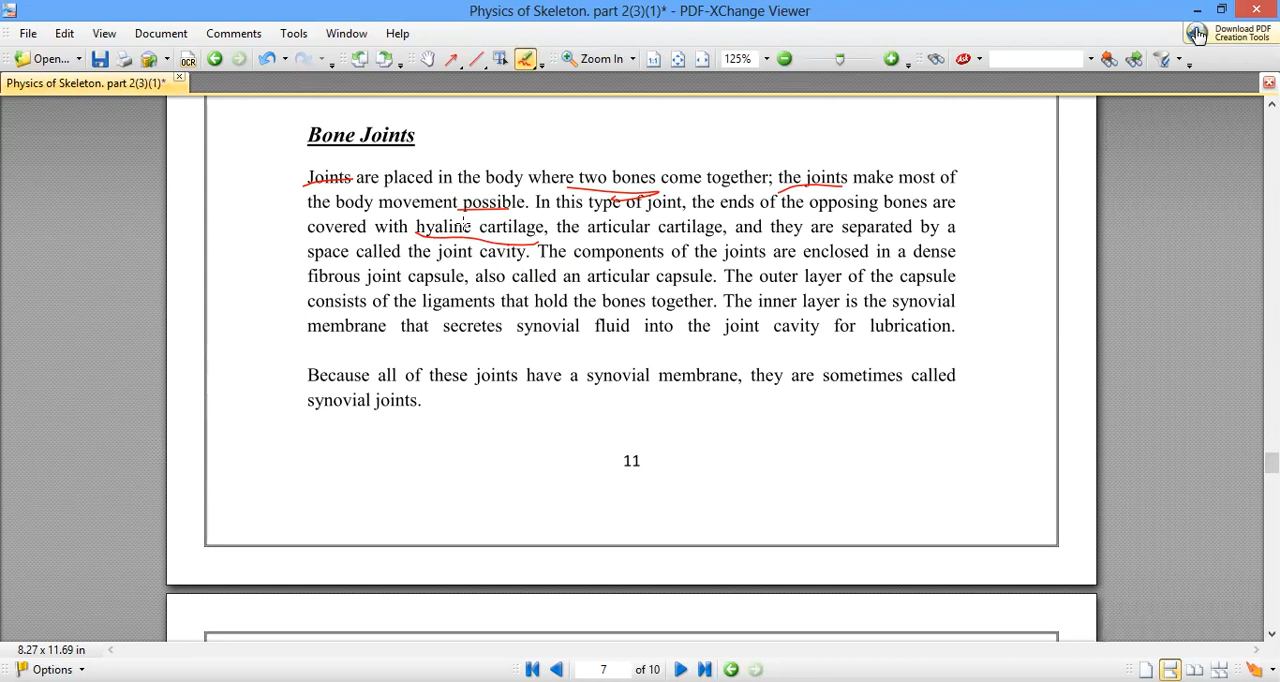 Physics of Skeleton. part 2(3)(1)* - PDF-XChange Viewer
File Edit View Document Comments Tools Window Help
Download PDF
Creation Tools
Open... OCR Zoom In 125%
Physics of Skeleton. part 2(3)(1)*
Bone Joints
Joints are placed in the body where two bones come together; the joints make most of
the body movement possible. In this type of joint, the ends of the opposing bones are
covered with hyaline cartilage, the articular cartilage, and they are separated by a
space called the joint cavity. The components of the joints are enclosed in a dense
fibrous joint capsule, also called an articular capsule. The outer layer of the capsule
consists of the ligaments that hold the bones together. The inner layer is the synovial
membrane that secretes synovial fluid into the joint cavity for lubrication.
Because all of these joints have a synovial membrane, they are sometimes called
synovial joints.
11
8.27 x 11.69 in
Options 7 of 10